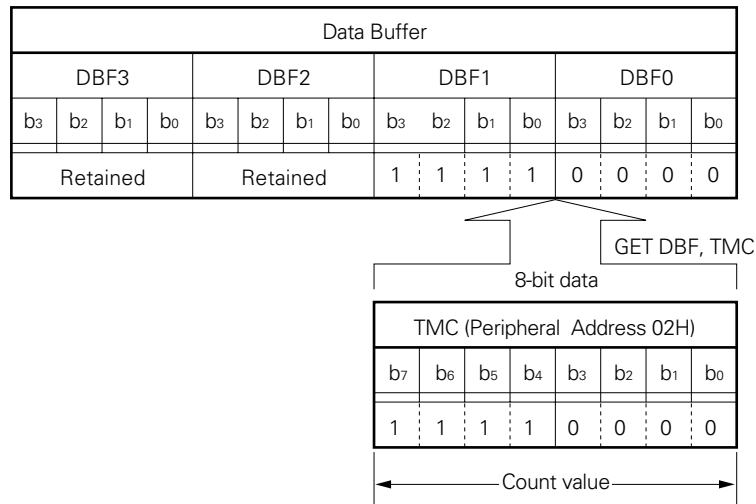 Data Buffer
DBF3 DBF2 DBF1 DBF0
b3 b2 b1 b0 b3 b2 b1 b0 b3 b2 b1 b0 b3 b2 b1 b0
Retained Retained 1 1 1 1 0 0 0 0
GET DBF, TMC
8-bit data
TMC (Peripheral Address 02H)
b7 b6 b5 b4 b3 b2 b1 b0
1 1 1 1 0 0 0 0
Count value